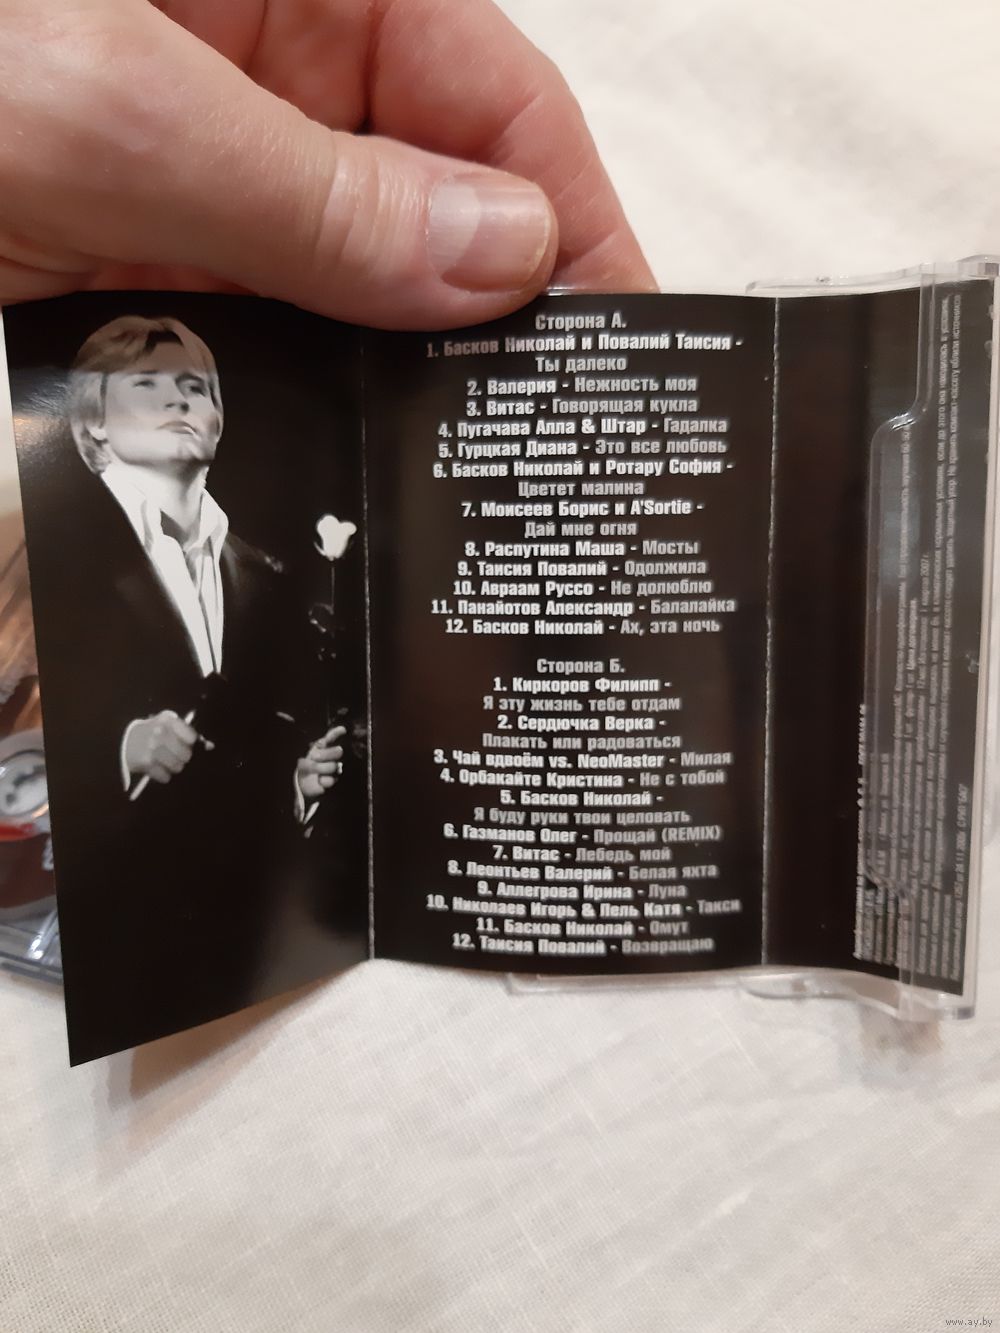 Сторона А.
1. Басков Николай и Повалий Таисия -
Ты далеко
2. Валерия - Нежность моя
3. Витас - Говорящая кукла
4. Пугачава Алла & Штар - Гадалка
5. Гурцкая Диана - Это все любовь
6. Басков Николай и Ротару София -
Цветет малина
7. Моисеев Борис и A'Sortie -
Дай мне огня
8. Распутина Маша - Мосты
9. Таисия Повалий - Одолжила
10. Авраам Руссо - Не долюблю
11. Панайотов Александр - Балалайка
12. Басков Николай - Ах, эта ночь
Сторона Б.
1. Киркоров Филипп -
Я эту жизнь тебе отдам
2. Сердючка Верка -
Плакать или радоваться
3. Чай вдвоём vs. NeoMaster - Милая
4. Орбакайте Кристина - Не с тобой
5. Басков Николай -
Я буду руки твои целовать
6. Газманов Олег - Прощай (REMIX)
7. Витас - Лебедь мой
8. Леонтьев Валерий - Белая яхта
9. Аллегрова Ирина - Луна
10. Николаев Игорь & Пель Катя - Такси
11. Басков Николай - Омут
12. Таисия Повалий - Возвращаю
www.ay.by